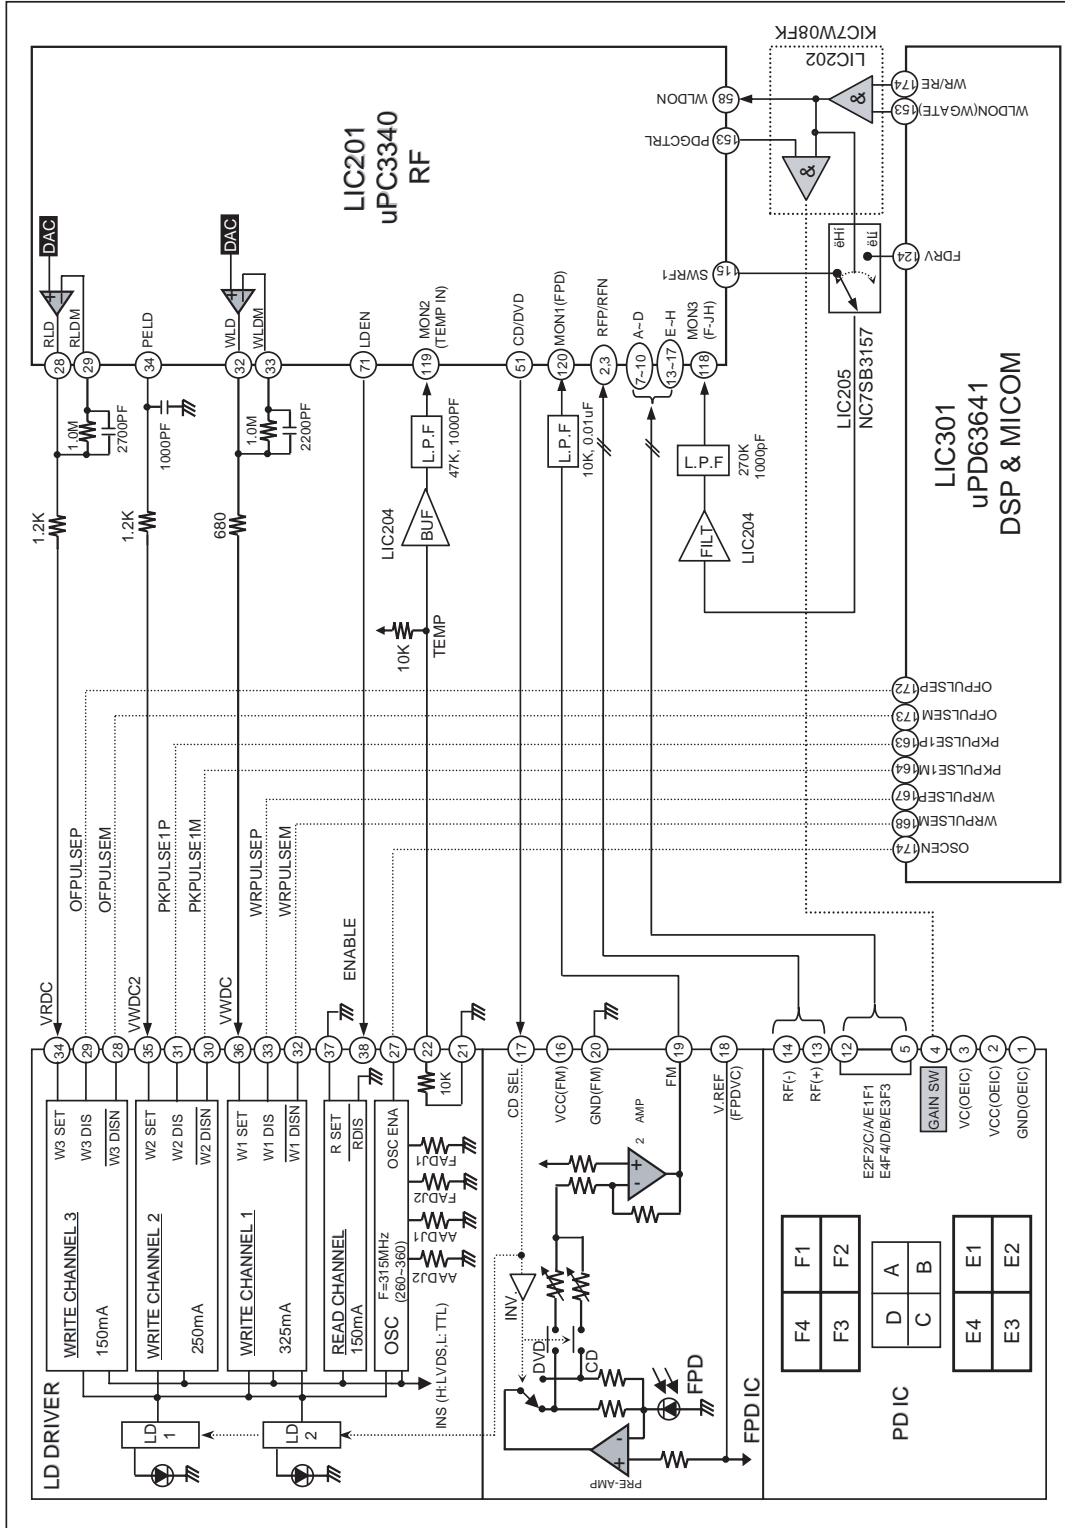 LIC201
uPC3340
RF
DAC
DAC
RLD
28
RLDM
29
PELD
34
WLD
32
WLDM
33
LDEN
71
MON2
(TEMP IN)
119
CD/DVD
51
MON1(FPD)
120
RFP/RFN
2,3
A~D
7~10
E~H
13~17
MON3
(F-JH)
118
WLDON
58
PDGCTRL
153
SWRF1
115
KIC7W08FK
LIC202
&
&
WR/RE
174
WLDON(WGATE)
153
FDRV
124
ëHí
ëLí
LIC205
NC7SB3157
LIC301
uPD63641
DSP & MICOM
172
OFPULSEP
173
OFPULSEM
163
PKPULSE1P
164
PKPULSE1M
167
WRPULSEP
168
WRPULSEM
174
OSCEN
1.0M
2700PF
1000PF
1.0M
2200PF
1.2K
1.2K
680
L.P.F
47K, 1000PF
BUF
LIC204
10K
TEMP
L.P.F
10K, 0.01uF
L.P.F
270K
1000pF
FILT
LIC204
VRDC
OFPULSEP
OFPULSEM
VWDC2
PKPULSE1P
PKPULSE1M
VWDC
WRPULSEP
WRPULSEM
ENABLE
34
29
28
35
31
30
36
33
32
37
38
27
22
21
17
16
20
19
18
14
13
12
5
4
3
2
1
LD DRIVER
WRITE CHANNEL 3
150mA
W3 SET
W3 DIS
W3 DISN
WRITE CHANNEL 2
250mA
W2 SET
W2 DIS
W2 DISN
WRITE CHANNEL 1
325mA
W1 SET
W1 DIS
W1 DISN
READ CHANNEL
150mA
R SET
RDIS
OSC
F=315MHz
(260~360)
OSC ENA
10K
FADJ1
FADJ2
AADJ1
AADJ2
INS (H:LVDS,L: TTL)
LD
1
LD
2
CD SEL
VCC(FM)
GND(FM)
FM
V.REF
(FPDVC)
INV.
DVD
CD
AMP
2
PRE-AMP
FPD
FPD IC
RF(-)
RF(+)
E2F2/C/A/E1F1
E4F4/D/B/E3F3
GAIN SW
VC(OEIC)
VCC(OEIC)
GND(OEIC)
F4 F1
F3 F2
D A
C B
E4 E1
E3 E2
PD IC